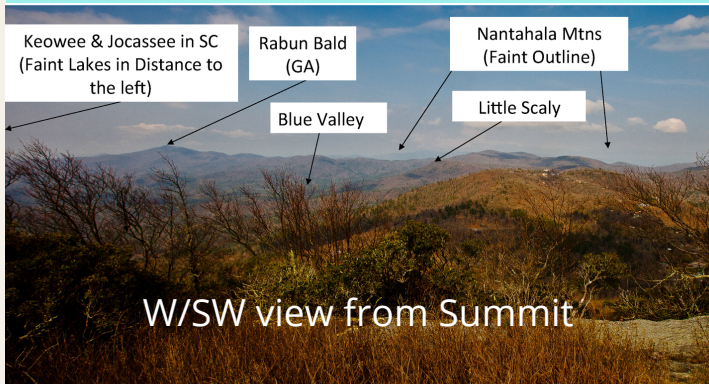 Keowee & Jocassee in SC
(Faint Lakes in Distance to
the left)
Rabun Bald
(GA)
Nantahala Mtns
(Faint Outline)
Blue Valley
Little Scaly
W/SW view from Summit